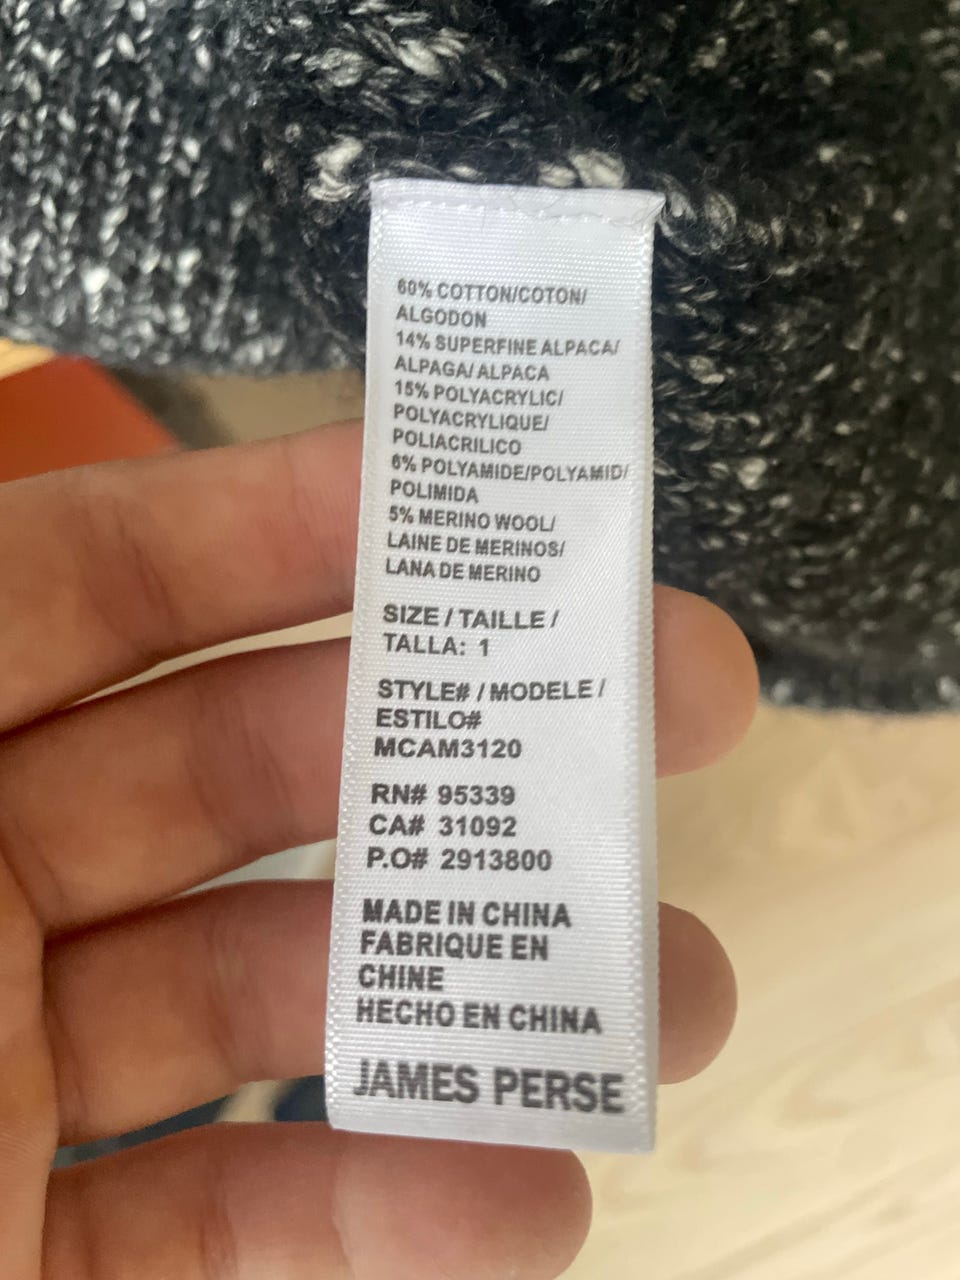 60% COTTON/COTON/
ALGODON
14% SUPERFINE ALPACA/
ALPAGA/ ALPACA
15% POLYACRYLIC/
POLYACRYLIQUE/
POLIACRILICO
6% POLYAMIDE/POLYAMID/
POLIMIDA
5% MERINO WOOL/
LAINE DE MERINOS/
LANA DE MERINO
SIZE / TAILLE /
TALLA: 1
STYLE# / MODELE /
ESTILO#
MCAM3120
RN# 95339
CA# 31092
P.O# 2913800
MADE IN CHINA
FABRIQUE EN
CHINE
HECHO EN CHINA
JAMES PERSE